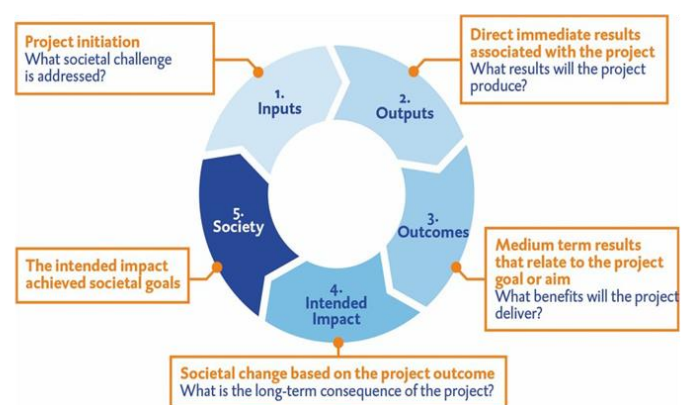 Project initiation
What societal challenge
is addressed?
Direct immediate results
associated with the project
What results will the project
produce?
1.
Inputs
2.
Outputs
3.
Outcomes
4.
Intended
Impact
5.
Society
Medium term results
that relate to the project
goal or aim
What benefits will the project
deliver?
The intended impact
achieved societal goals
Societal change based on the project outcome
What is the long-term consequence of the project?